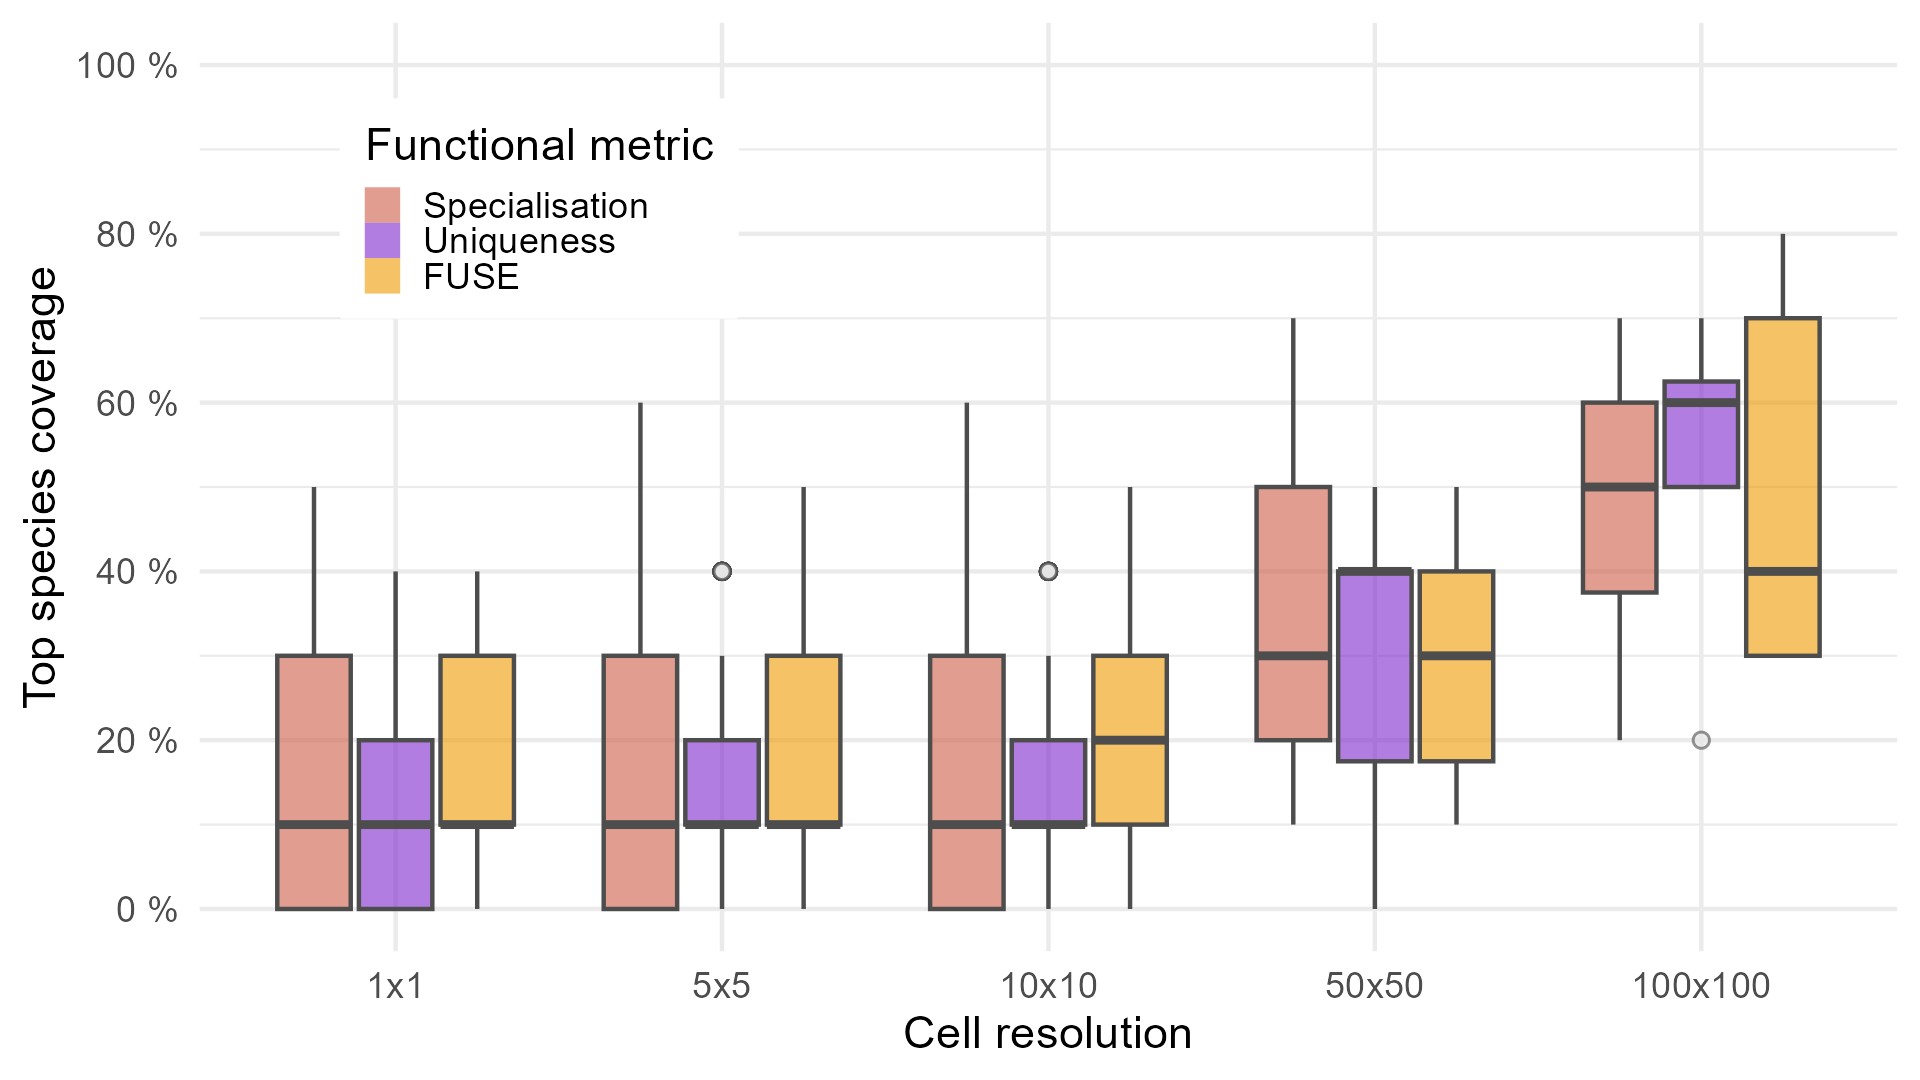 100 %
80 %
60 %
40 %
20 %
0 %
Top species coverage
Functional metric
Specialisation
Uniqueness
FUSE
1x1
5x5
10x10
50x50
100x100
Cell resolution